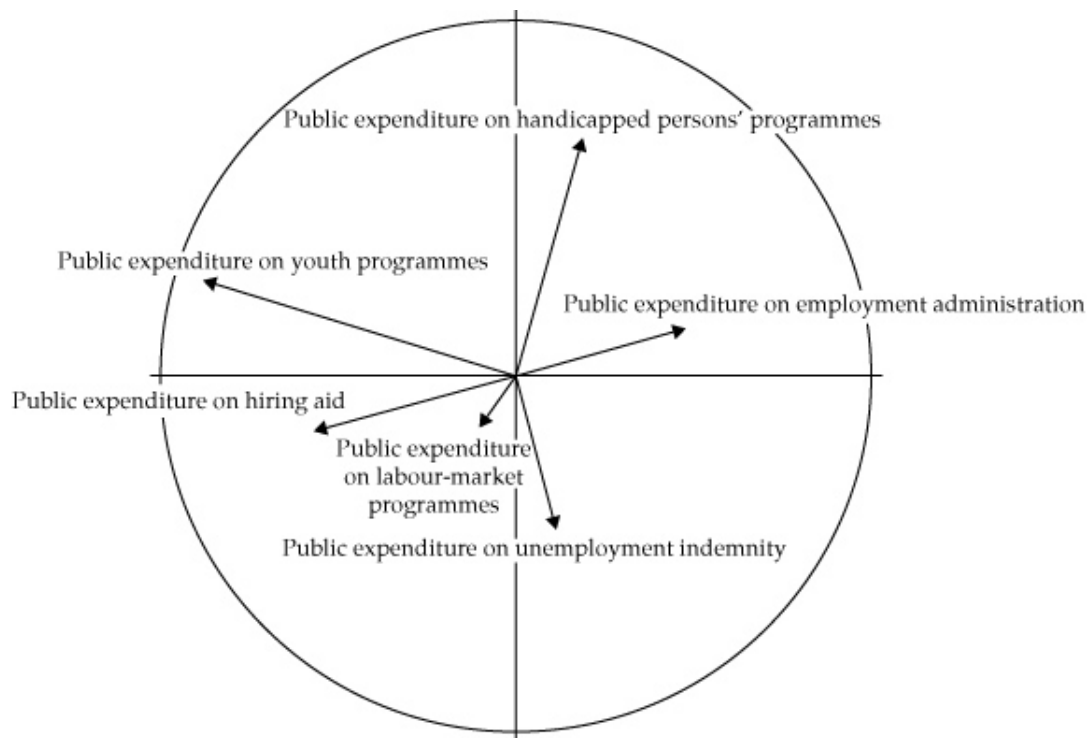 Public expenditure on handicapped persons’ programmes
Public expenditure on youth programmes
Public expenditure on employment administration
Public expenditure on hiring aid
Public expenditure
on labour-market
programmes
Public expenditure on unemployment indemnity